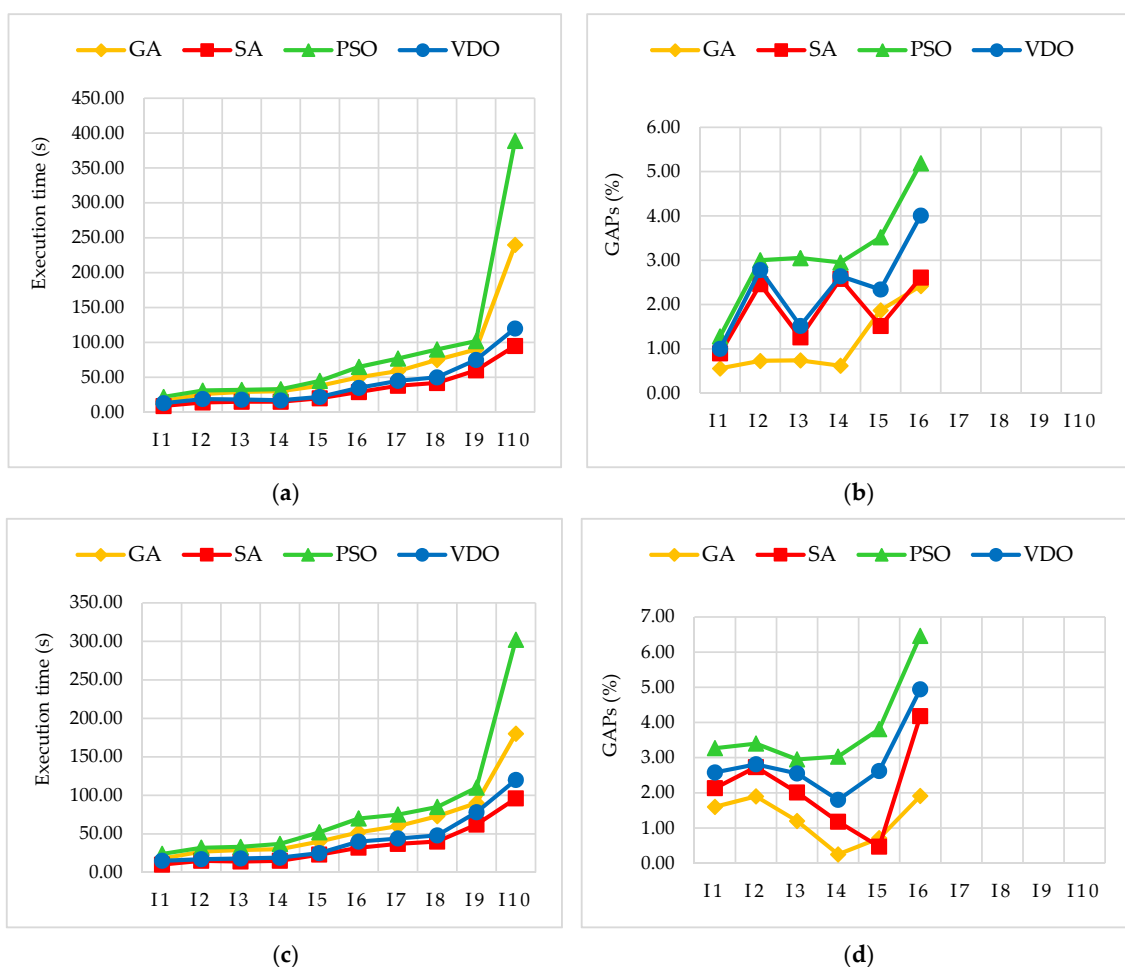 GA SA PSO VDO
450.00
400.00
350.00
300.00
250.00
200.00
150.00
100.00
50.00
0.00
Execution time (s)
I1 I2 I3 I4 I5 I6 I7 I8 I9 I10
(a)
GA SA PSO VDO
6.00
5.00
4.00
3.00
2.00
1.00
0.00
GAPs (%)
I1 I2 I3 I4 I5 I6 I7 I8 I9 I10
(b)
GA SA PSO VDO
350.00
300.00
250.00
200.00
150.00
100.00
50.00
0.00
Execution time (s)
I1 I2 I3 I4 I5 I6 I7 I8 I9 I10
(c)
GA SA PSO VDO
7.00
6.00
5.00
4.00
3.00
2.00
1.00
0.00
GAPs (%)
I1 I2 I3 I4 I5 I6 I7 I8 I9 I10
(d)